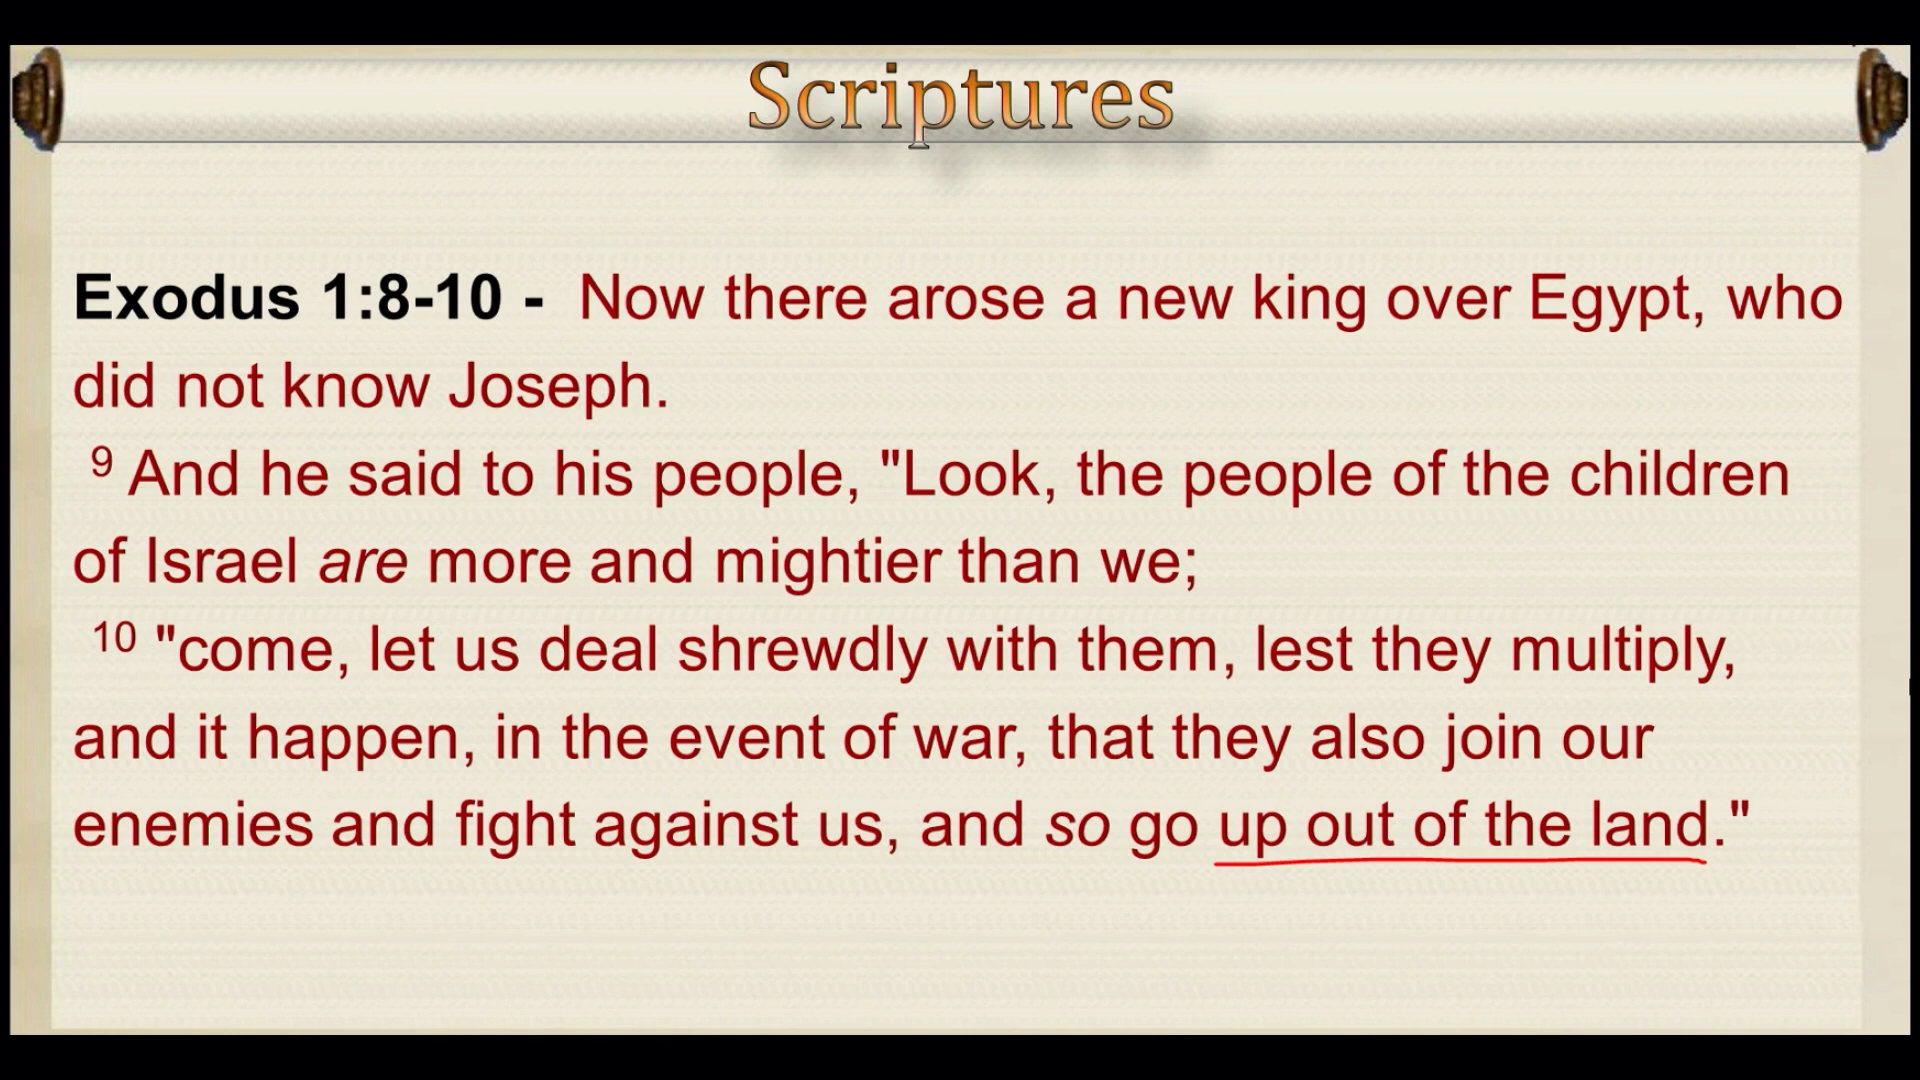 Scriptures
Exodus 1:8-10 - Now there arose a new king over Egypt, who
did not know Joseph.
9 And he said to his people, "Look, the people of the children
of Israel are more and mightier than we;
10 "come, let us deal shrewdly with them, lest they multiply,
and it happen, in the event of war, that they also join our
enemies and fight against us, and so go up out of the land."